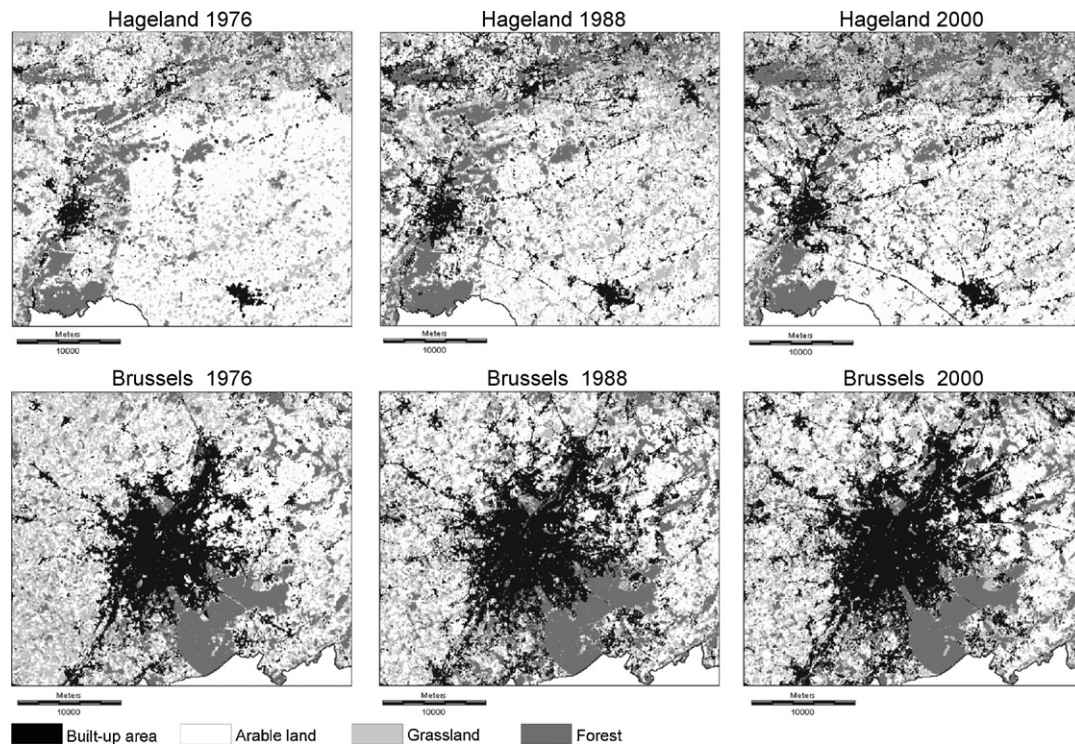 Hageland 1976
Hageland 1988
Hageland 2000
Meters
10000
Meters
10000
Meters
10000
Brussels 1976
Brussels 1988
Brussels 2000
Meters
10000
Meters
10000
Meters
10000
Built-up area
Arable land
Grassland
Forest